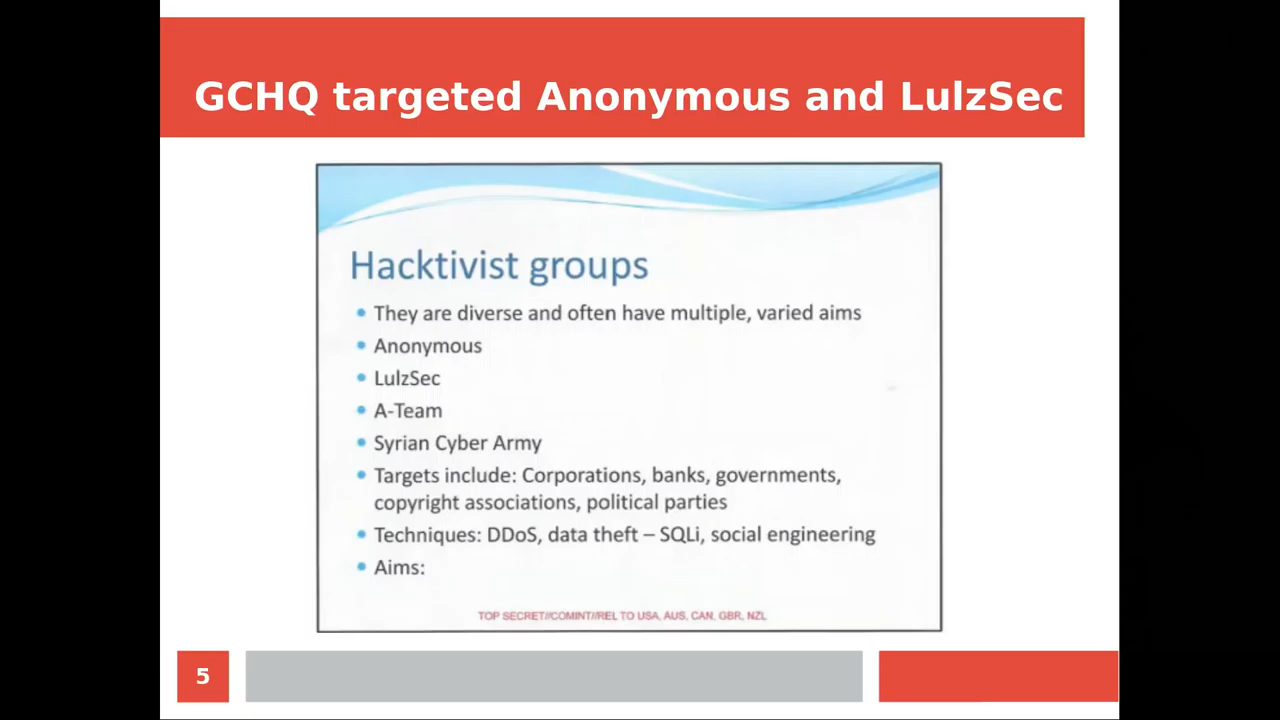 GCHQ targeted Anonymous and LulzSec
Hacktivist groups
• They are diverse and often have multiple, varied aims
• Anonymous
• LulzSec
• A-Team
• Syrian Cyber Army
• Targets include: Corporations, banks, governments,
copyright associations, political parties
• Techniques: DDoS, data theft – SQLi, social engineering
• Aims:
TOP SECRET//COMINT//REL TO USA, AUS, CAN, GBR, NZL
5